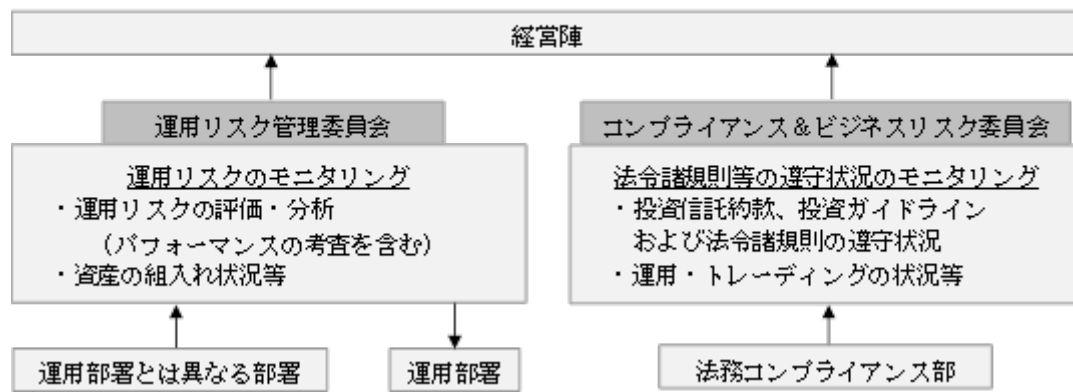 経営陣
運用リスク管理委員会
運用リスクのモニタリング
・運用リスクの評価・分析
（パフォーマンスの考査を含む）
・資産の組入れ状況等
コンプライアンス＆ビジネスリスク委員会
法令諸規則等の遵守状況のモニタリング
・投資信託約款、投資ガイドライン
および法令諸規則の遵守状況
・運用・トレーディングの状況等
運用部署とは異なる部署
運用部署
法務コンプライアンス部